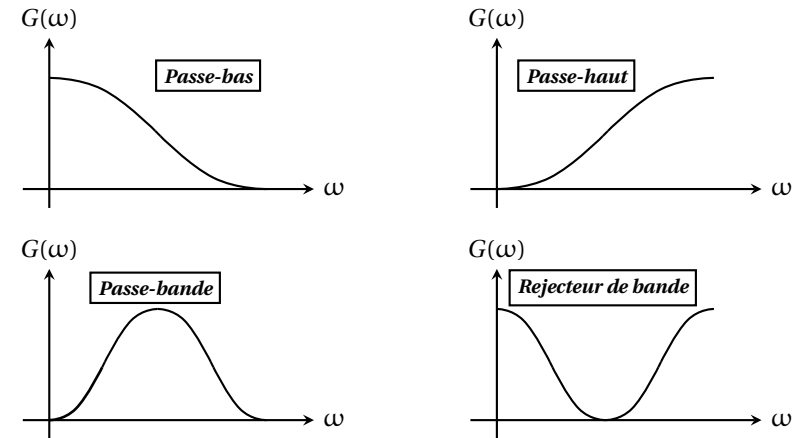 G(ω)
Passe-bas
ω
G(ω)
Passe-haut
ω
G(ω)
Passe-bande
ω
G(ω)
Rejecteur de bande
ω